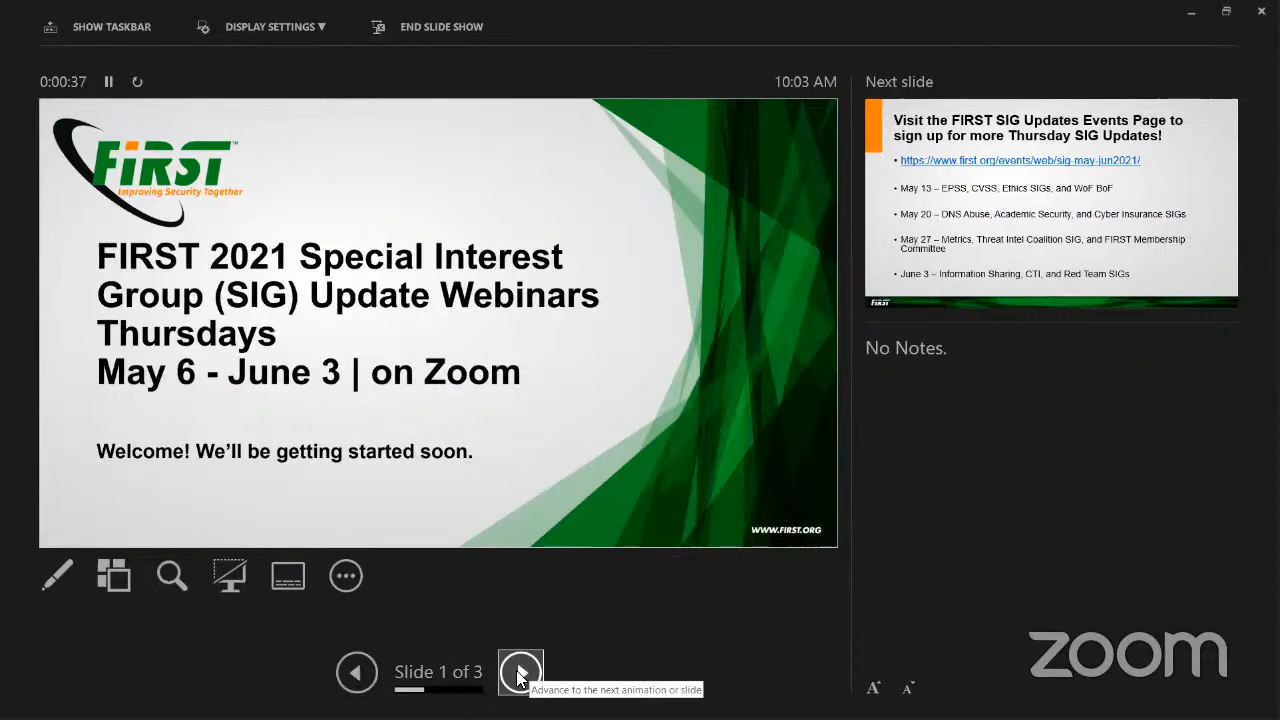 SHOW TASKBAR
DISPLAY SETTINGS ▼
END SLIDE SHOW
0:00:37
10:03 AM
FiRST™
Improving Security Together
FIRST 2021 Special Interest
Group (SIG) Update Webinars
Thursdays
May 6 - June 3 | on Zoom
Welcome! We’ll be getting started soon.
WWW.FIRST.ORG
Next slide
Visit the FIRST SIG Updates Events Page to
sign up for more Thursday SIG Updates!
• https://www.first.org/events/web/sig-may-jun2021/
• May 13 – EPSS, CVSS, Ethics SIGs, and WoF BoF
• May 20 – DNS Abuse, Academic Security, and Cyber Insurance SIGs
• May 27 – Metrics, Threat Intel Coalition SIG, and FIRST Membership
Committee
• June 3 – Information Sharing, CTI, and Red Team SIGs
FiRST
No Notes.
Slide 1 of 3
Advance to the next animation or slide
A A
zoom